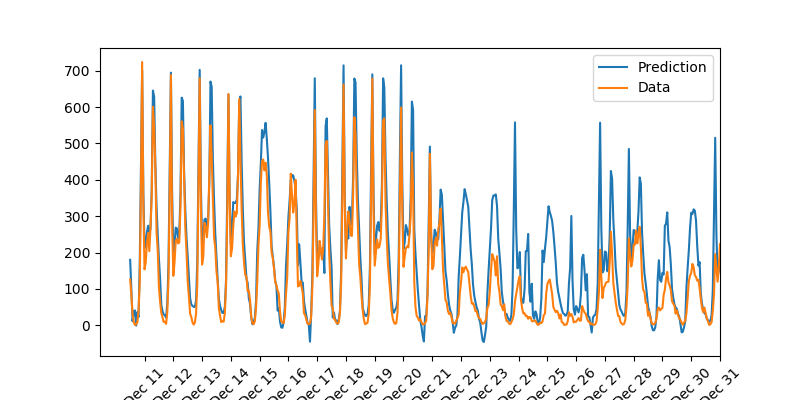 700
600
500
400
300
200
100
0
Prediction
Data
Dec 11
Dec 12
Dec 13
Dec 14
Dec 15
Dec 16
Dec 17
Dec 18
Dec 19
Dec 20
Dec 21
Dec 22
Dec 23
Dec 24
Dec 25
Dec 26
Dec 27
Dec 28
Dec 29
Dec 30
Dec 31